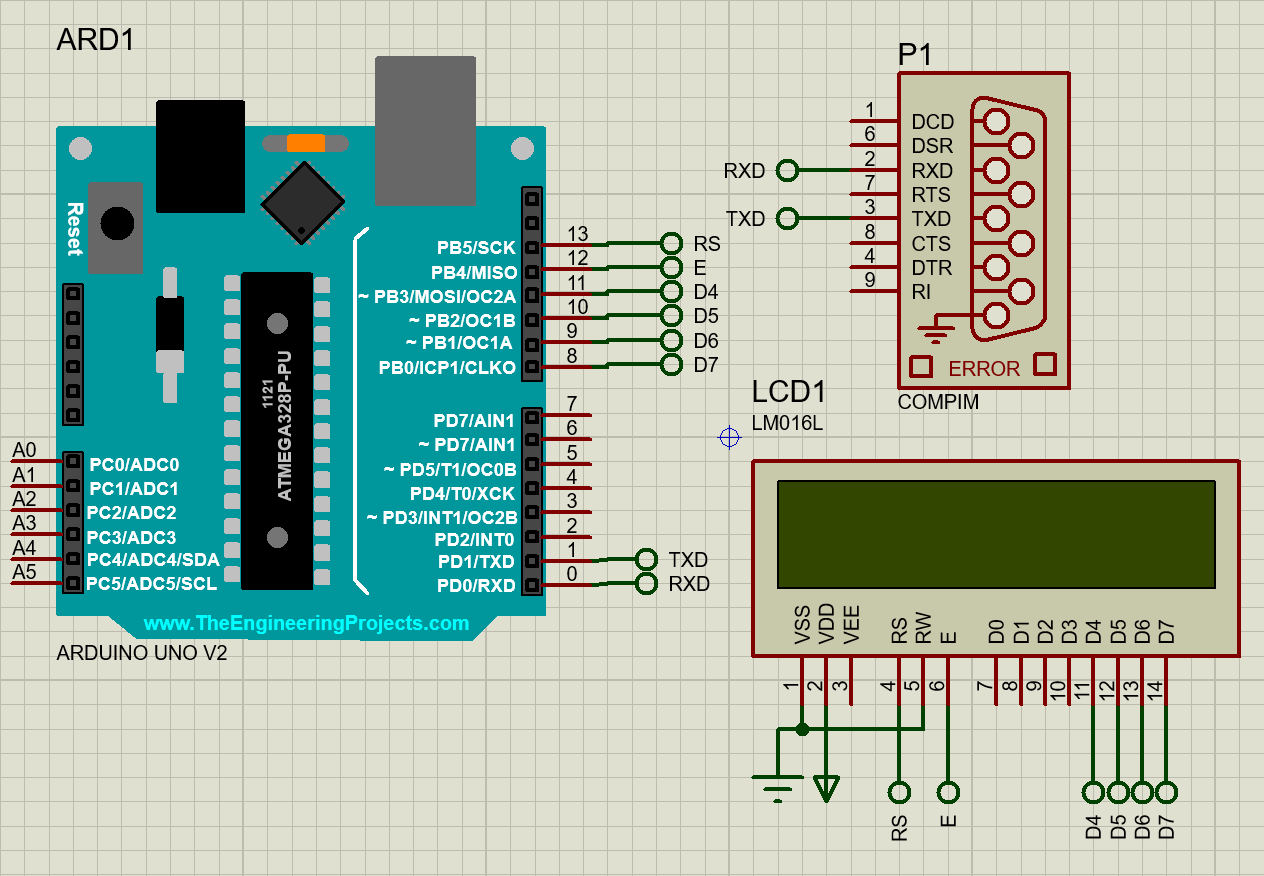 ARD1
Reset
1121
ATMEGA328P-PU
PB5/SCK 13 RS
PB4/MISO 12 E
~ PB3/MOSI/OC2A 11 D4
~ PB2/OC1B 10 D5
~ PB1/OC1A 9 D6
PB0/ICP1/CLKO 8 D7
PD7/AIN1 7
~ PD7/AIN1 6
~ PD5/T1/OC0B 5
PD4/T0/XCK 4
~ PD3/INT1/OC2B 3
PD2/INT0 2
PD1/TXD 1 TXD
PD0/RXD 0 RXD
A0 PC0/ADC0
A1 PC1/ADC1
A2 PC2/ADC2
A3 PC3/ADC3
A4 PC4/ADC4/SDA
A5 PC5/ADC5/SCL
www.TheEngineeringProjects.com
ARDUINO UNO V2
P1
1 DCD
6 DSR
RXD 2 RXD
7 RTS
TXD 3 TXD
8 CTS
4 DTR
9 RI
ERROR
COMPIM
LCD1
LM016L
VSS VDD VEE RS RW E D0 D1 D2 D3 D4 D5 D6 D7
1 2 3 4 5 6 7 8 9 10 11 12 13 14
RS E D4 D5 D6 D7